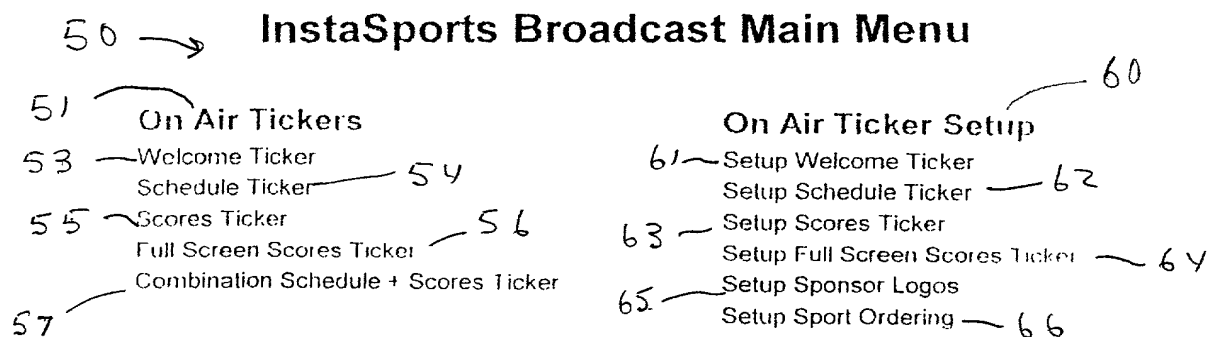 50 InstaSports Broadcast Main Menu
51 On Air Tickers
53 Welcome Ticker
Schedule Ticker 54
55 Scores Ticker
Full Screen Scores Ticker 56
Combination Schedule + Scores Ticker
57
60
On Air Ticker Setup
61 Setup Welcome Ticker
Setup Schedule Ticker 62
63 Setup Scores Ticker
Setup Full Screen Scores Ticker 64
65 Setup Sponsor Logos
Setup Sport Ordering 66